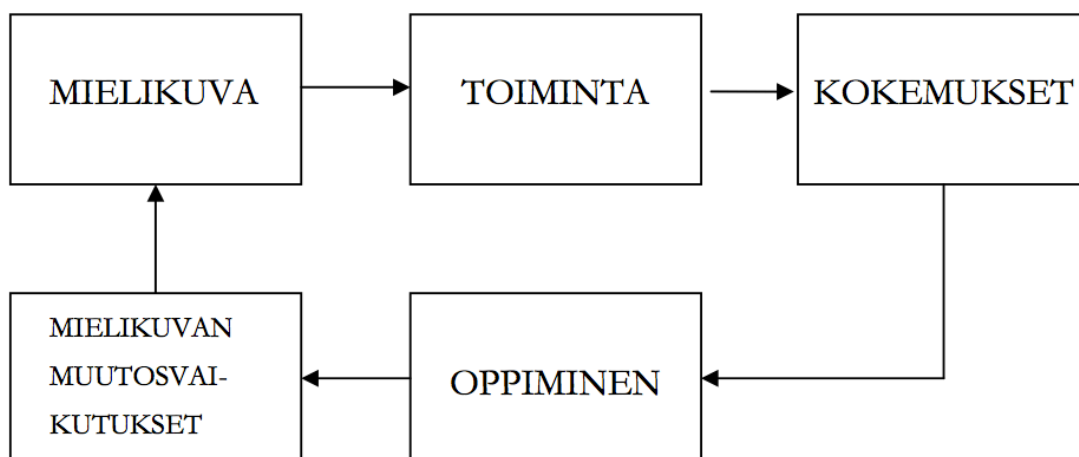 MIELIKUVA
TOIMINTA
KOKEMUKSET
MIELIKUVAN
MUUTOSVAI-
KUTUKSET
OPPIMINEN